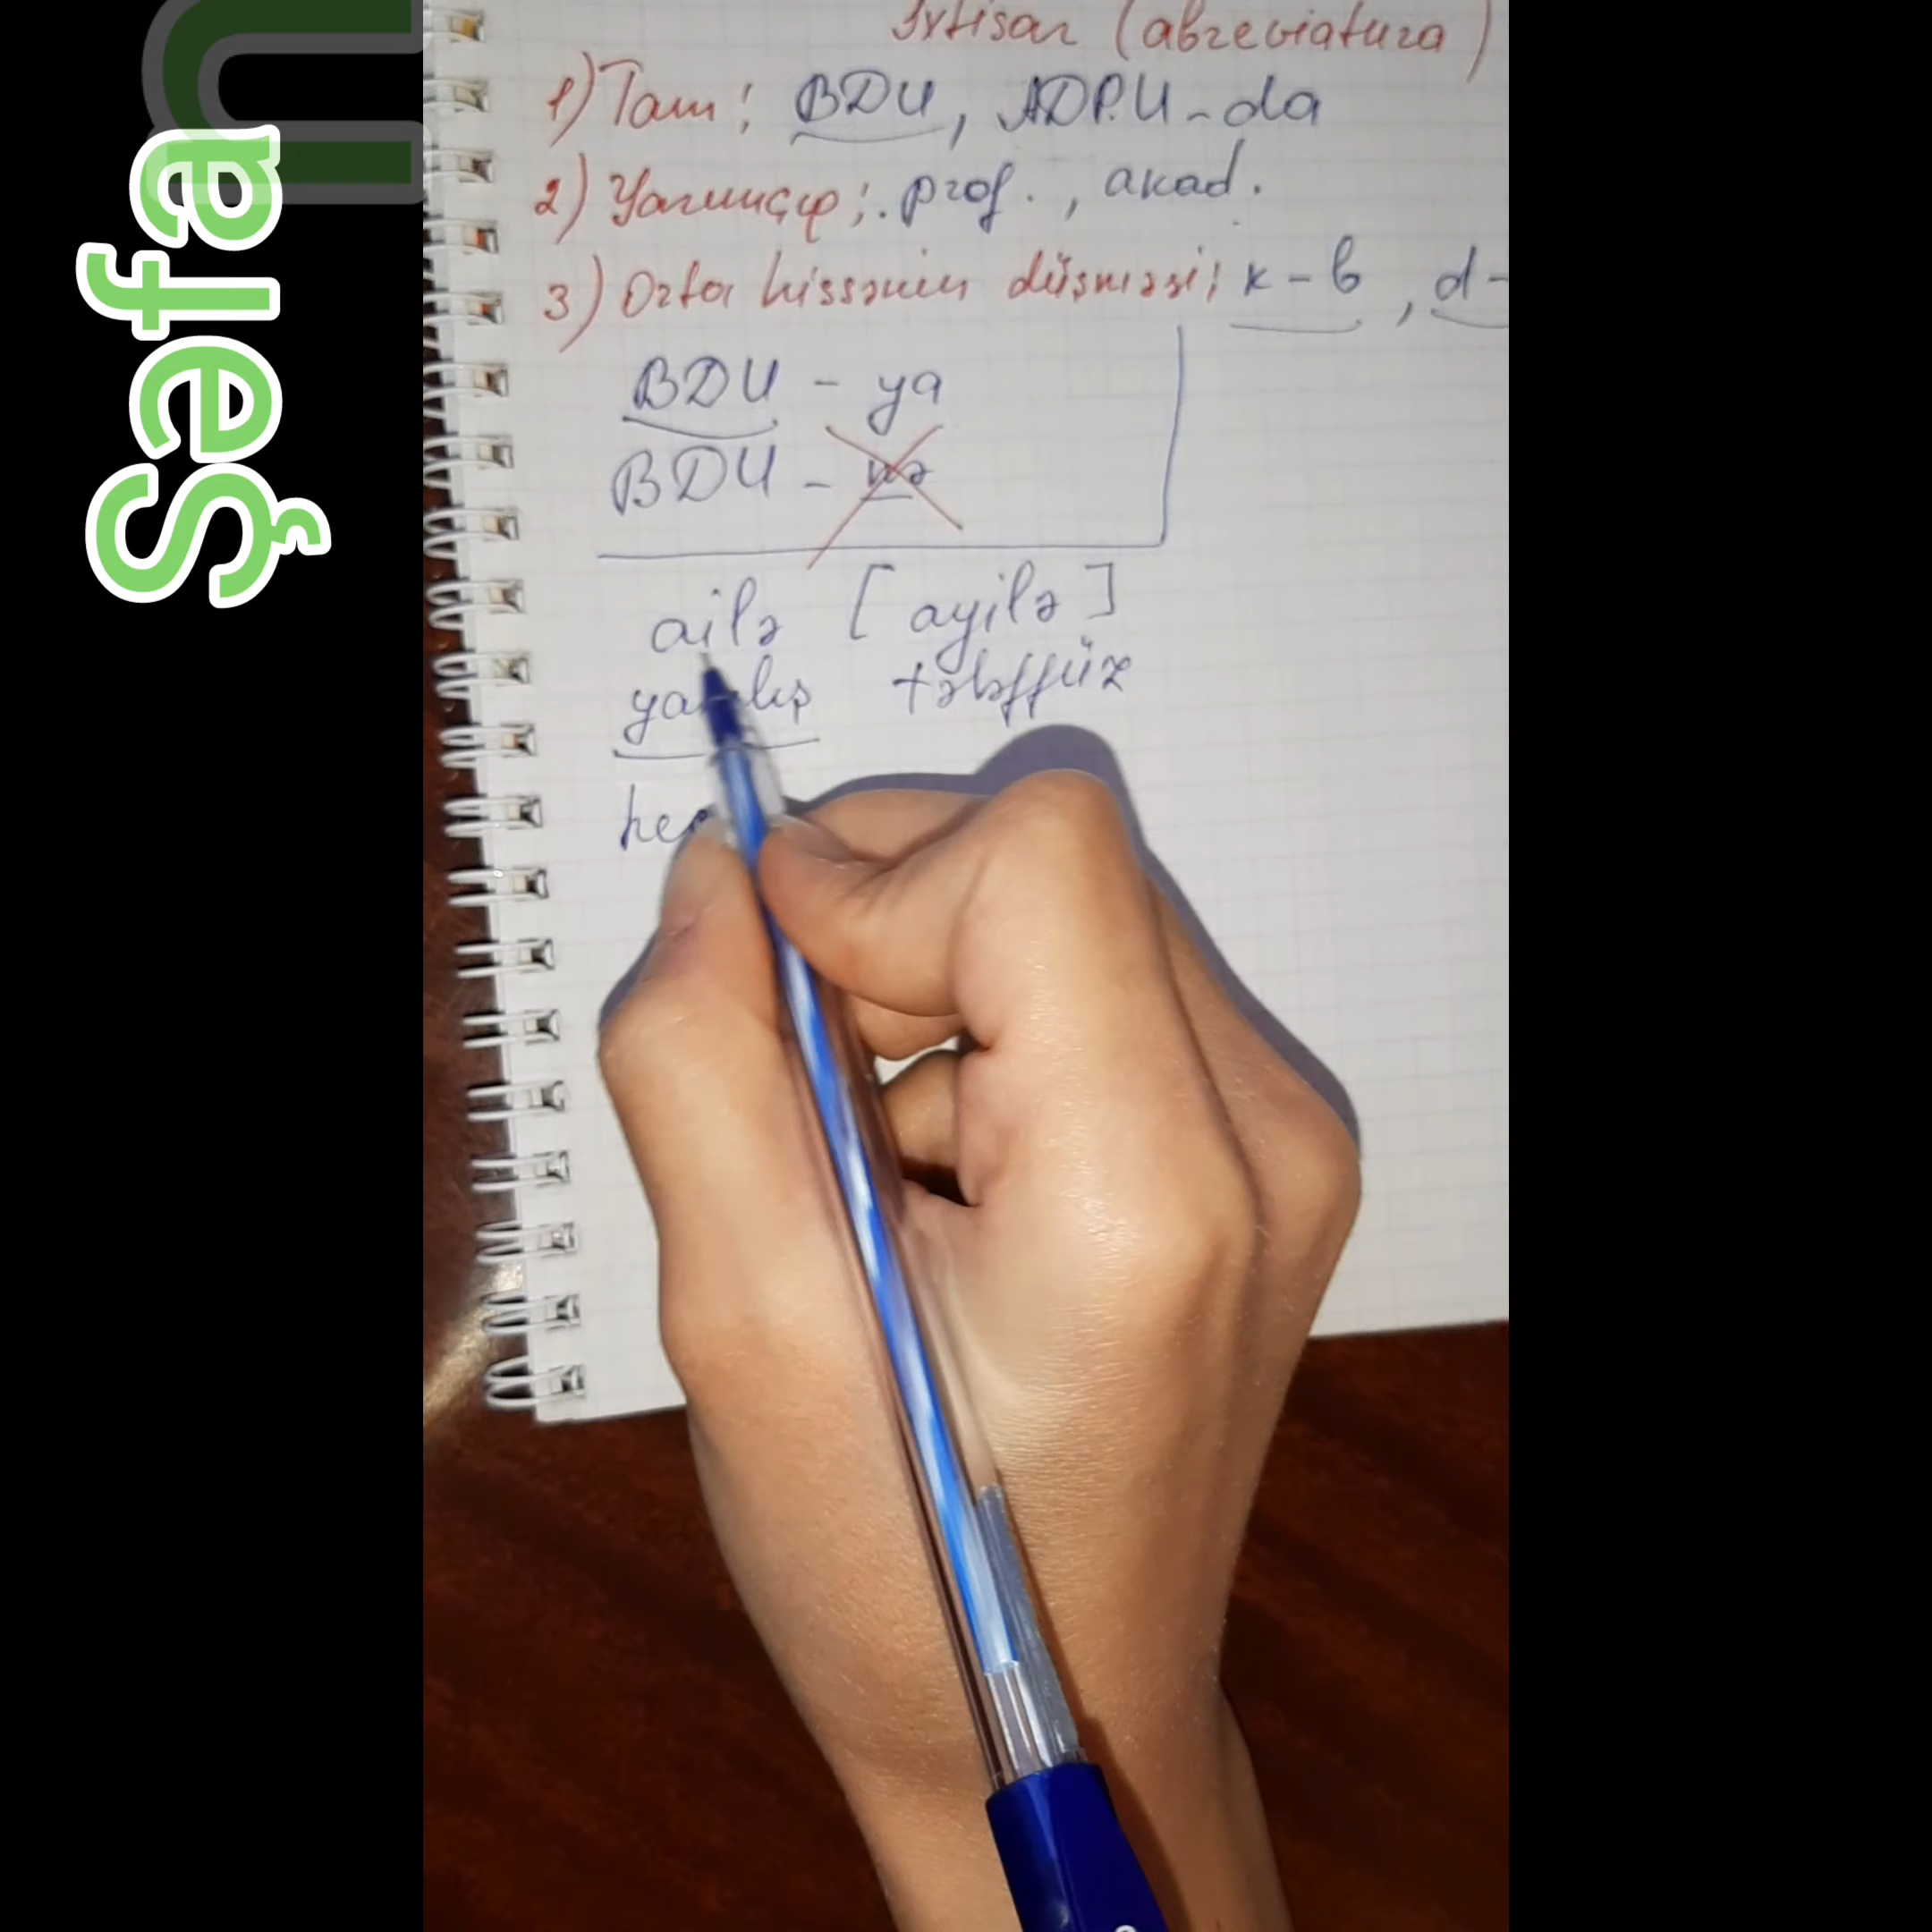 Şəfa
İxtisar (abreviatura)
1) Tam: BDU, ADPU-da
2) Yarımçıq: prof., akad.
3) Orta hissənin düşməsi: k-b, d-
BDU - ya
BDU - nə
ailə [ayilə]
tələffüz